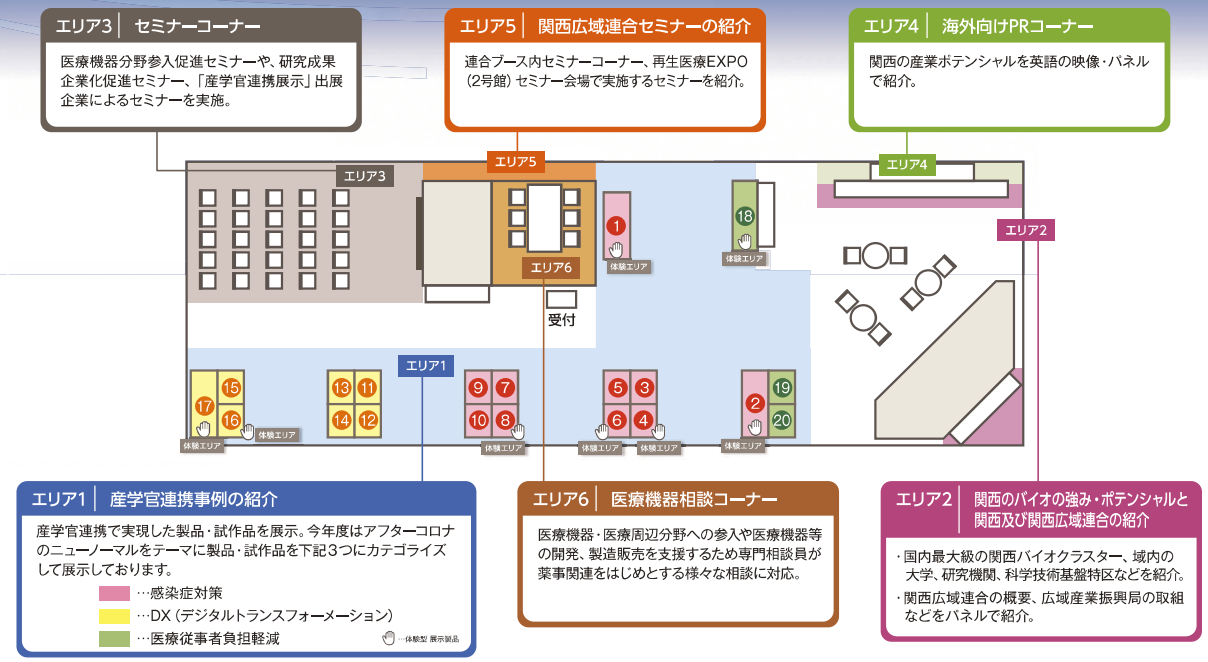 エリア3 セミナーコーナー
医療機器分野参入促進セミナーや、研究成果
企業化促進セミナー、「産学官連携展示」出展
企業によるセミナーを実施。
エリア5 関西広域連合セミナーの紹介
連合ブース内セミナーコーナー、再生医療EXPO
（2号館）セミナー会場で実施するセミナーを紹介。
エリア4 海外向けPRコーナー
関西の産業ポテンシャルを英語の映像・パネル
で紹介。
エリア3
エリア5
エリア4
エリア2
エリア6
受付
1
体験エリア
18
体験エリア
エリア1
17
15
16
体験エリア
体験エリア
13
11
14
12
9
7
10
8
体験エリア
5
3
6
4
体験エリア
体験エリア
2
19
20
体験エリア
エリア1 産学官連携事例の紹介
産学官連携で実現した製品・試作品を展示。今年度はアフターコロナ
のニューノーマルをテーマに製品・試作品を下記3つにカテゴライズ
して展示しております。
…感染症対策
…DX（デジタルトランスフォーメーション）
…医療従事者負担軽減
…体験型 展示製品
エリア6 医療機器相談コーナー
医療機器・医療周辺分野への参入や医療機器等
の開発、製造販売を支援するため専門相談員が
薬事関連をはじめとする様々な相談に対応。
エリア2 関西のバイオの強み・ポテンシャルと
関西及び関西広域連合の紹介
・国内最大級の関西バイオクラスター、域内の
大学、研究機関、科学技術基盤特区などを紹介。
・関西広域連合の概要、広域産業振興局の取組
などをパネルで紹介。